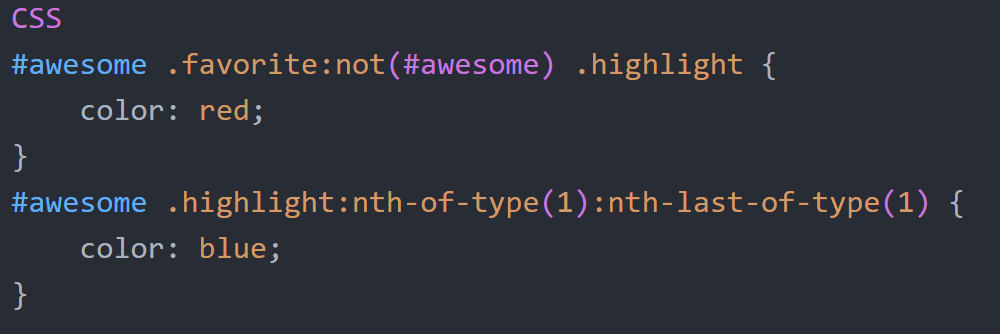 CSS
#awesome .favorite:not(#awesome) .highlight {
    color: red;
}
#awesome .highlight:nth-of-type(1):nth-last-of-type(1) {
    color: blue;
}